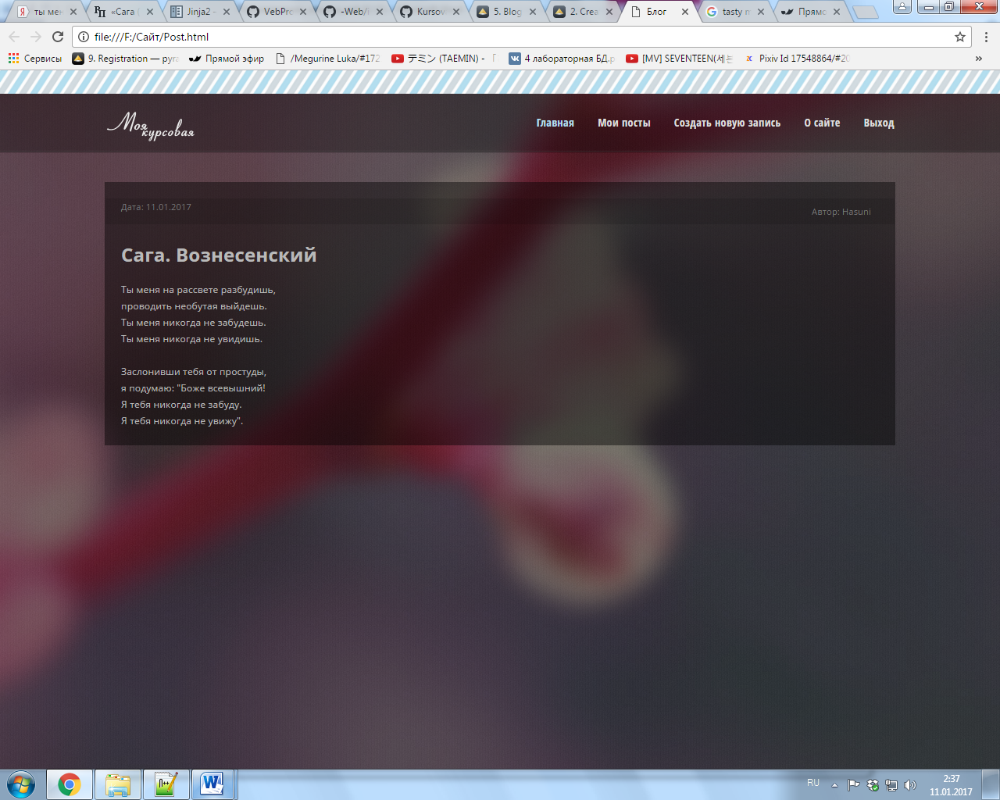 ты мен
«Сага (
Jinja2 -
VebPro
-Web/i
Kursov
5. Blog
2. Crea
Блог
tasty m
Прямо
file:///F:/Сайт/Post.html
Сервисы
9. Registration — pyra
Прямой эфир
/Megurine Luka/#172
テミン (TAEMIN) - 「
4 лабораторная БД.р
[MV] SEVENTEEN(세븐
Pixiv Id 17548864/#20
Моя курсовая
Главная
Мои посты
Создать новую запись
О сайте
Выход
Дата: 11.01.2017
Автор: Hasuni
Сага. Вознесенский
Ты меня на рассвете разбудишь,
проводить необутая выйдешь.
Ты меня никогда не забудешь.
Ты меня никогда не увидишь.
Заслонивши тебя от простуды,
я подумаю: "Боже всевышний!
Я тебя никогда не забуду.
Я тебя никогда не увижу".
RU
2:37
11.01.2017